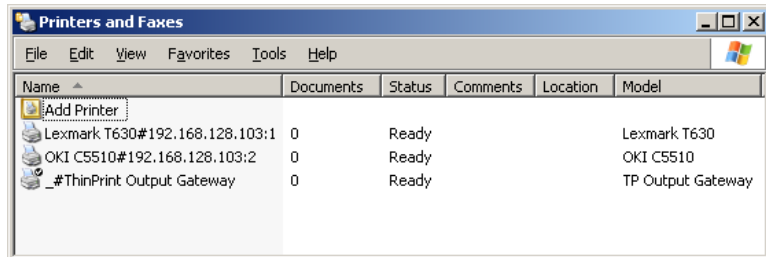 Printers and Faxes
File Edit View Favorites Tools Help
Name Documents Status Comments Location Model
Add Printer
Lexmark T630#192.168.128.103:1 0 Ready Lexmark T630
OKI C5510#192.168.128.103:2 0 Ready OKI C5510
_#ThinPrint Output Gateway 0 Ready TP Output Gateway